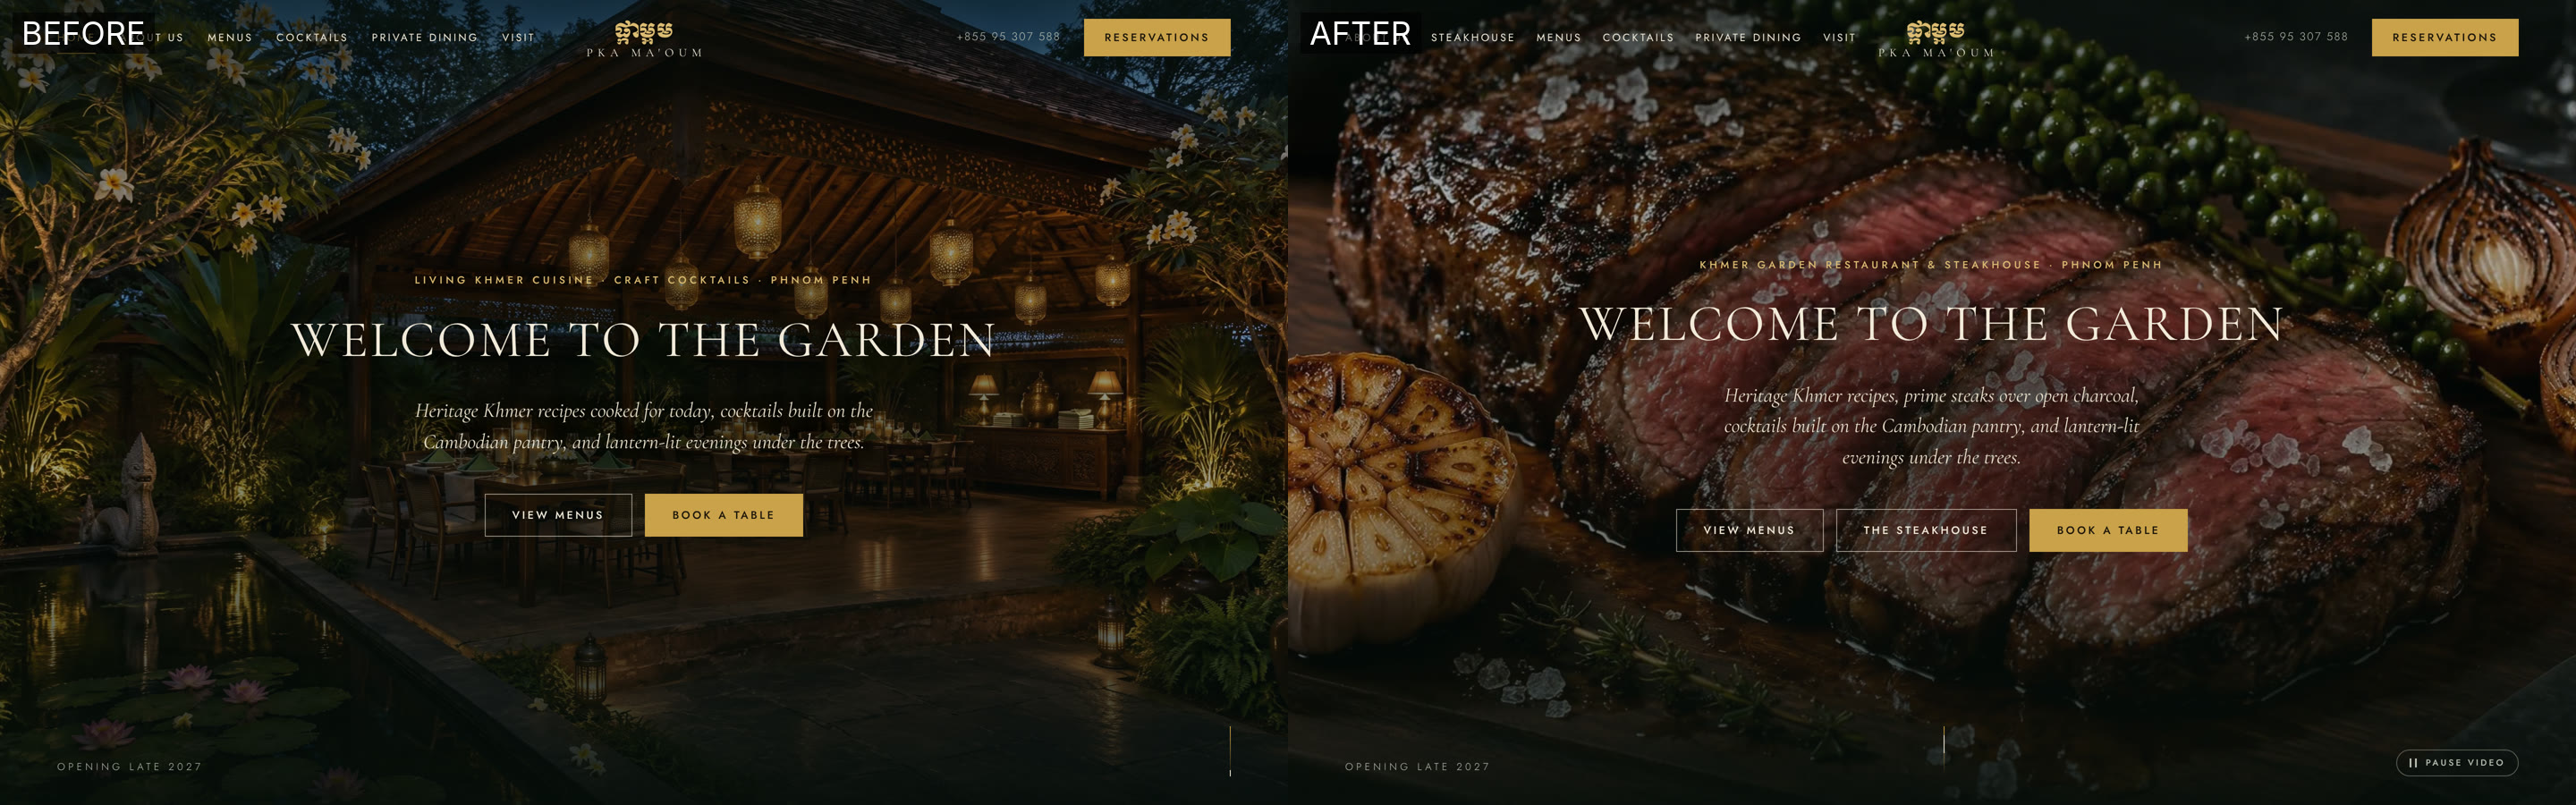 BEFORE
OUT US MENUS COCKTAILS PRIVATE DINING VISIT
ផ្កាម្អម
PKA MA'OUM
+855 95 307 588 RESERVATIONS
LIVING KHMER CUISINE · CRAFT COCKTAILS · PHNOM PENH
WELCOME TO THE GARDEN
Heritage Khmer recipes cooked for today, cocktails built on the
Cambodian pantry, and lantern-lit evenings under the trees.
VIEW MENUS BOOK A TABLE
OPENING LATE 2027
AFTER
STEAKHOUSE MENUS COCKTAILS PRIVATE DINING VISIT
ផ្កាម្អម
PKA MA'OUM
+855 95 307 588 RESERVATIONS
KHMER GARDEN RESTAURANT & STEAKHOUSE · PHNOM PENH
WELCOME TO THE GARDEN
Heritage Khmer recipes, prime steaks over open charcoal,
cocktails built on the Cambodian pantry, and lantern-lit
evenings under the trees.
VIEW MENUS THE STEAKHOUSE BOOK A TABLE
OPENING LATE 2027
PAUSE VIDEO